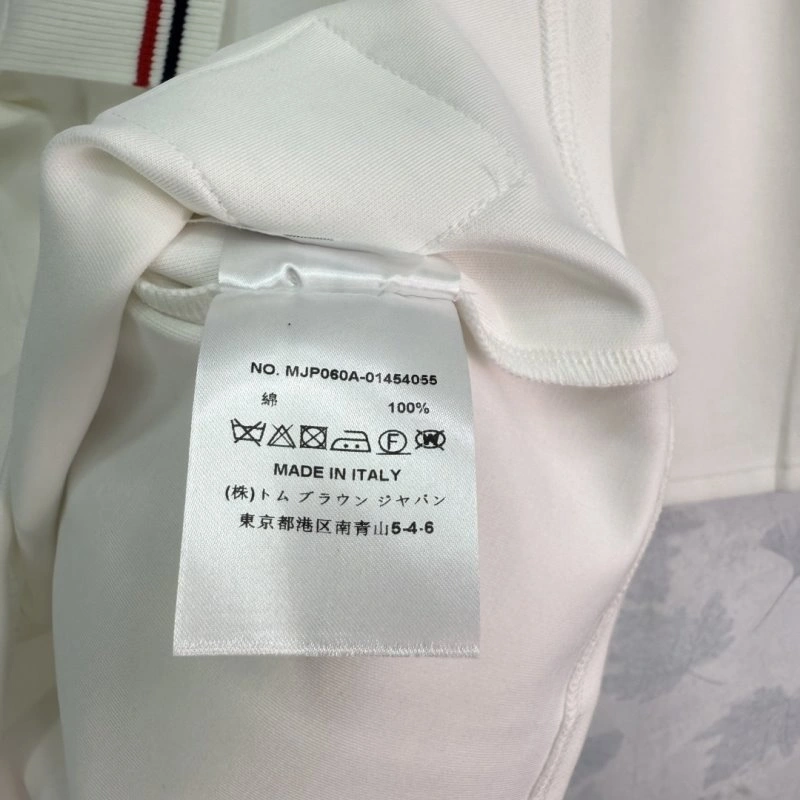 NO. MJP060A-01454055
綿 100%
F W
MADE IN ITALY
(株)トム ブラウン ジャパン
東京都港区南青山5-4-6